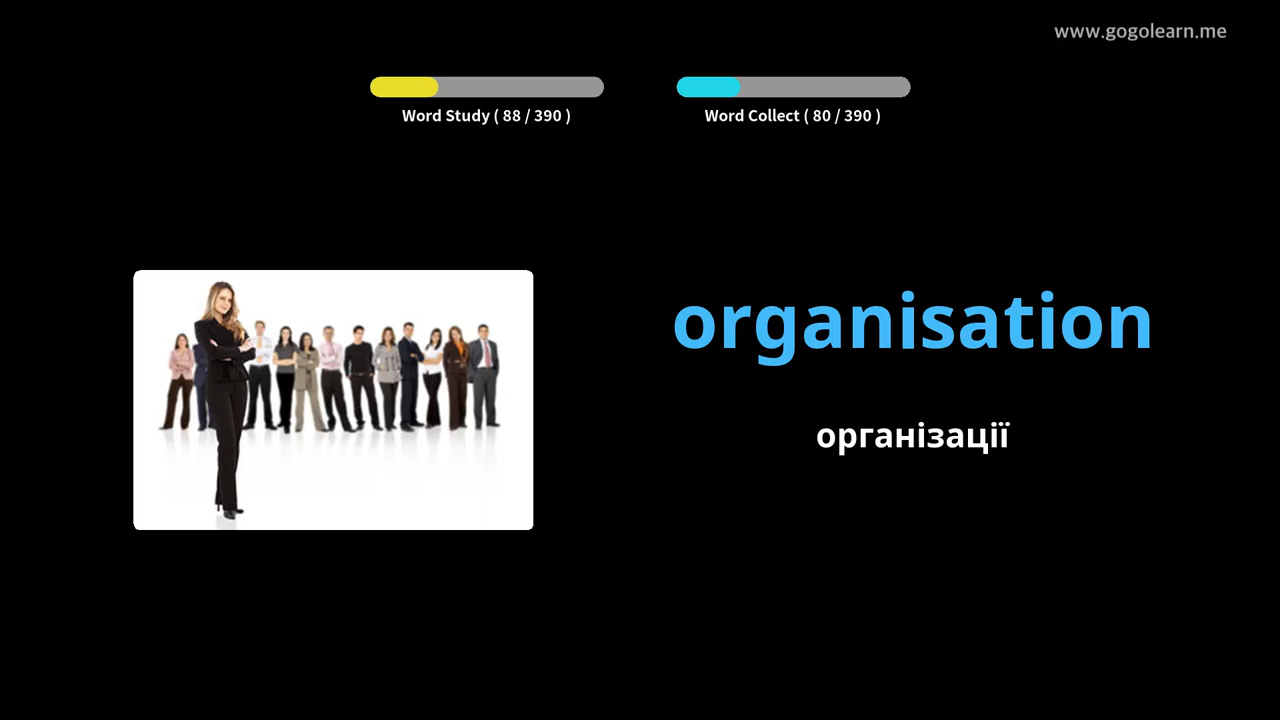 www.gogolearn.me
Word Study ( 88 / 390 )
Word Collect ( 80 / 390 )
organisation
організації